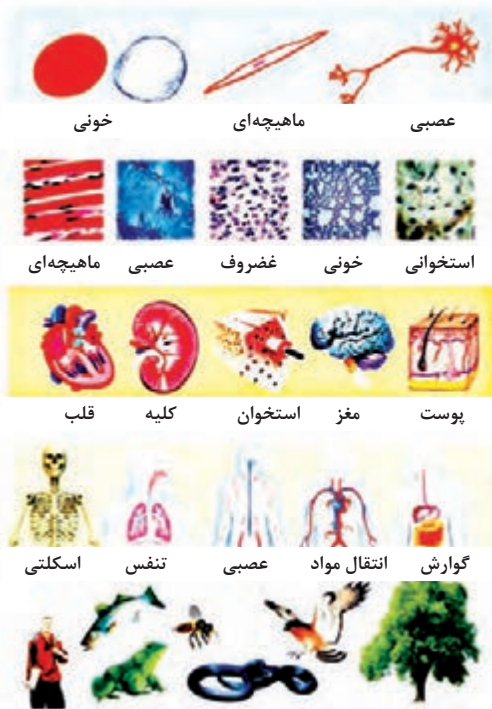 عصبی ماهیچه‌ای خونی
استخوانی خونی غضروف عصبی ماهیچه‌ای
پوست مغز استخوان کلیه قلب
گوارش انتقال مواد عصبی تنفس اسکلتی